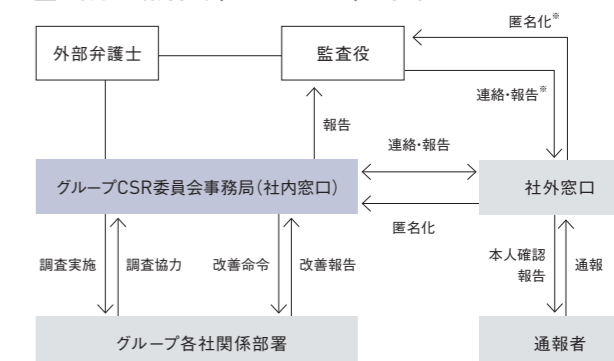 匿名化※
外部弁護士
監査役
連絡・報告※
報告
連絡・報告
グループCSR委員会事務局（社内窓口）
社外窓口
匿名化
調査実施
調査協力
改善命令
改善報告
本人確認
報告
通報
グループ各社関係部署
通報者